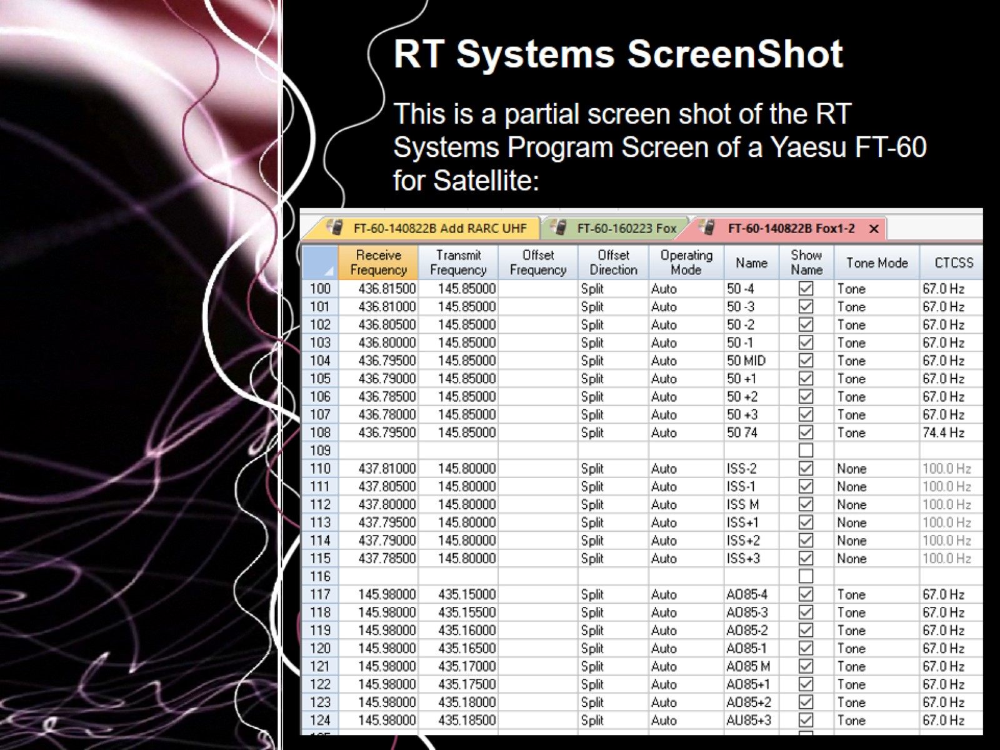 RT Systems ScreenShot
This is a partial screen shot of the RT
Systems Program Screen of a Yaesu FT-60
for Satellite:
FT-60-140822B Add RARC UHF FT-60-160223 Fox FT-60-140822B Fox1-2
Receive Frequency Transmit Frequency Offset Frequency Offset Direction Operating Mode Name Show Name Tone Mode CTCSS
100 436.81500 145.85000 Split Auto 50 -4 Tone 67.0 Hz
101 436.81000 145.85000 Split Auto 50 -3 Tone 67.0 Hz
102 436.80500 145.85000 Split Auto 50 -2 Tone 67.0 Hz
103 436.80000 145.85000 Split Auto 50 -1 Tone 67.0 Hz
104 436.79500 145.85000 Split Auto 50 MID Tone 67.0 Hz
105 436.79000 145.85000 Split Auto 50 +1 Tone 67.0 Hz
106 436.78500 145.85000 Split Auto 50 +2 Tone 67.0 Hz
107 436.78000 145.85000 Split Auto 50 +3 Tone 67.0 Hz
108 436.79500 145.85000 Split Auto 50 74 Tone 74.4 Hz
109
110 437.81000 145.80000 Split Auto ISS-2 None 100.0 Hz
111 437.80500 145.80000 Split Auto ISS-1 None 100.0 Hz
112 437.80000 145.80000 Split Auto ISS M None 100.0 Hz
113 437.79500 145.80000 Split Auto ISS+1 None 100.0 Hz
114 437.79000 145.80000 Split Auto ISS+2 None 100.0 Hz
115 437.78500 145.80000 Split Auto ISS+3 None 100.0 Hz
116
117 145.98000 435.15000 Split Auto AO85-4 Tone 67.0 Hz
118 145.98000 435.15500 Split Auto AO85-3 Tone 67.0 Hz
119 145.98000 435.16000 Split Auto AO85-2 Tone 67.0 Hz
120 145.98000 435.16500 Split Auto AO85-1 Tone 67.0 Hz
121 145.98000 435.17000 Split Auto AO85 M Tone 67.0 Hz
122 145.98000 435.17500 Split Auto AO85+1 Tone 67.0 Hz
123 145.98000 435.18000 Split Auto AO85+2 Tone 67.0 Hz
124 145.98000 435.18500 Split Auto AU85+3 Tone 67.0 Hz